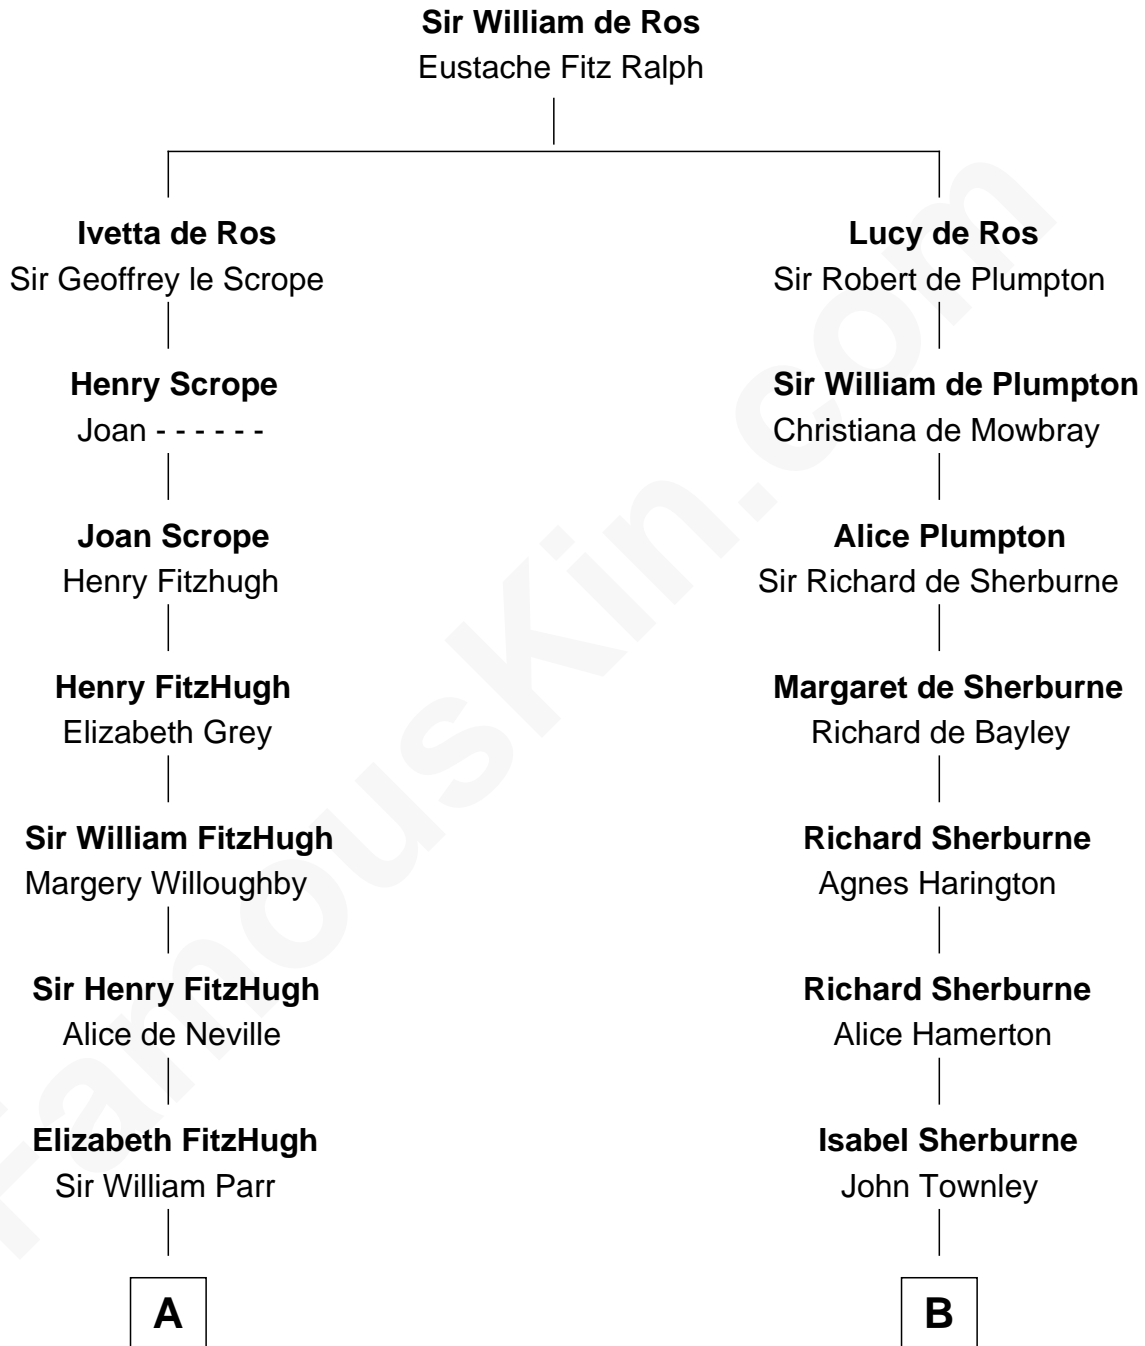 Sir William de Ros
Eustache Fitz Ralph
Ivetta de Ros
Sir Geoffrey le Scrope
Lucy de Ros
Sir Robert de Plumpton
Henry Scrope
Joan - - - - - -
Sir William de Plumpton
Christiana de Mowbray
Joan Scrope
Henry Fitzhugh
Alice Plumpton
Sir Richard de Sherburne
Henry FitzHugh
Elizabeth Grey
Margaret de Sherburne
Richard de Bayley
Sir William FitzHugh
Margery Willoughby
Richard Sherburne
Agnes Harington
Sir Henry FitzHugh
Alice de Neville
Richard Sherburne
Alice Hamerton
Elizabeth FitzHugh
Sir William Parr
Isabel Sherburne
John Townley
A
B
FamousKin.com